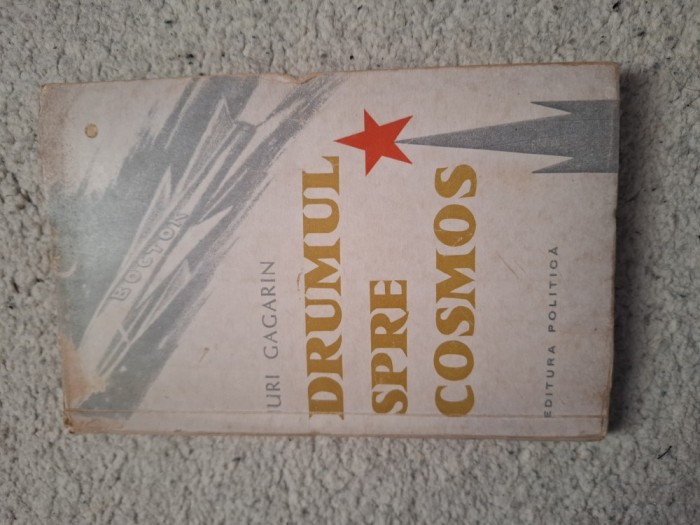 ВОСТОК
IURI GAGARIN
DRUMUL
SPRE
COSMOS
EDITURA POLITICĂ